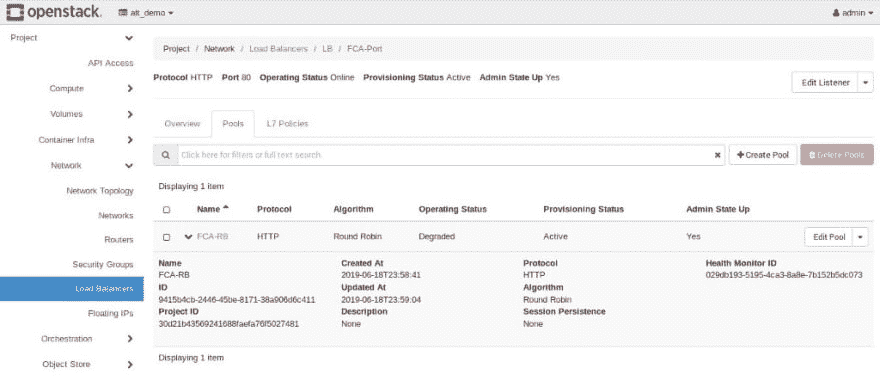 openstack. alt_demo admin
Project
API Access
Compute
Volumes
Container Infra
Network
Network Topology
Networks
Routers
Security Groups
Load Balancers
Floating IPs
Orchestration
Object Store
Project / Network / Load Balancers / LB / FCA-Port
Protocol HTTP Port 80 Operating Status Online Provisioning Status Active Admin State Up Yes
Edit Listener
Overview Pools L7 Policies
Click here for filters or full text search. Create Pool Delete Pools
Displaying 1 item
Name Protocol Algorithm Operating Status Provisioning Status Admin State Up
FCA-RB HTTP Round Robin Degraded Active Yes Edit Pool
Name Created At Protocol Health Monitor ID
FCA-RB 2019-06-18T23:58:41 HTTP 029db193-5195-4ca3-8a8e-7b152b5dc073
ID Updated At Algorithm
9415b4cb-2446-45be-8171-38a906d6c411 2019-06-18T23:59:04 Round Robin
Project ID Description Session Persistence
30d21b43569241688faefa76f5027481 None None
Displaying 1 item